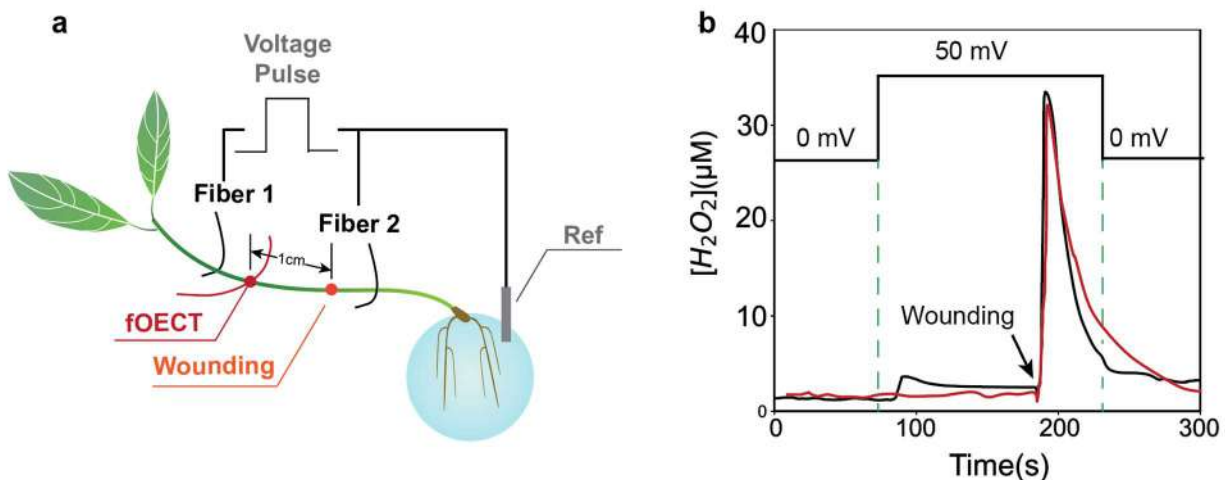 a
Voltage
Pulse
Fiber 1
Fiber 2
1cm
Ref
fOECT
Wounding
b
40
30
20
10
0
[H₂O₂](μM)
0 mV
50 mV
0 mV
Wounding
0
100
200
300
Time(s)